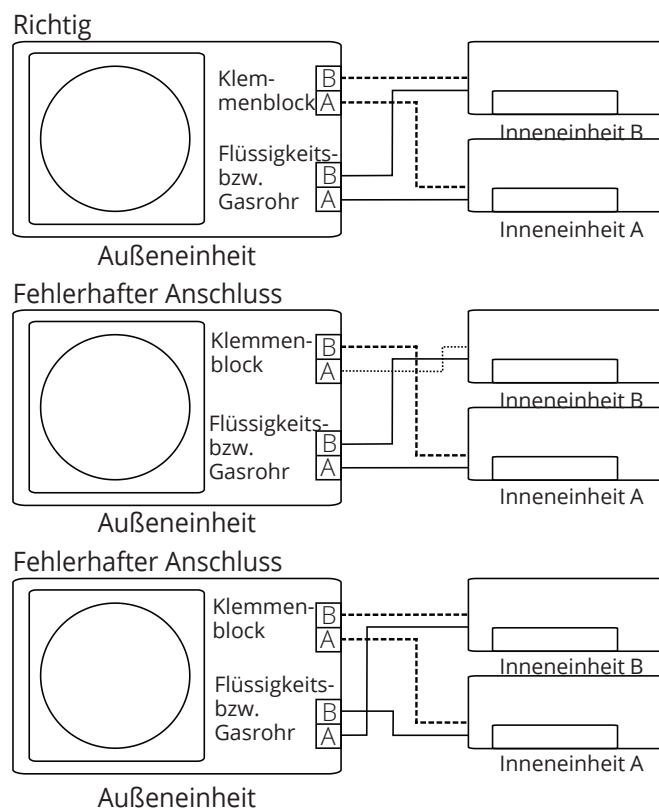 Richtig
Klem-
menblock
B
A
Flüssigkeits-
bzw.
Gasrohr
B
A
Inneneinheit B
Inneneinheit A
Außeneinheit
Fehlerhafter Anschluss
Klemmen-
block
B
A
Flüssigkeits-
bzw.
Gasrohr
B
A
Inneneinheit B
Inneneinheit A
Außeneinheit
Fehlerhafter Anschluss
Klemmen-
block
B
A
Flüssigkeits-
bzw.
Gasrohr
B
A
Inneneinheit B
Inneneinheit A
Außeneinheit